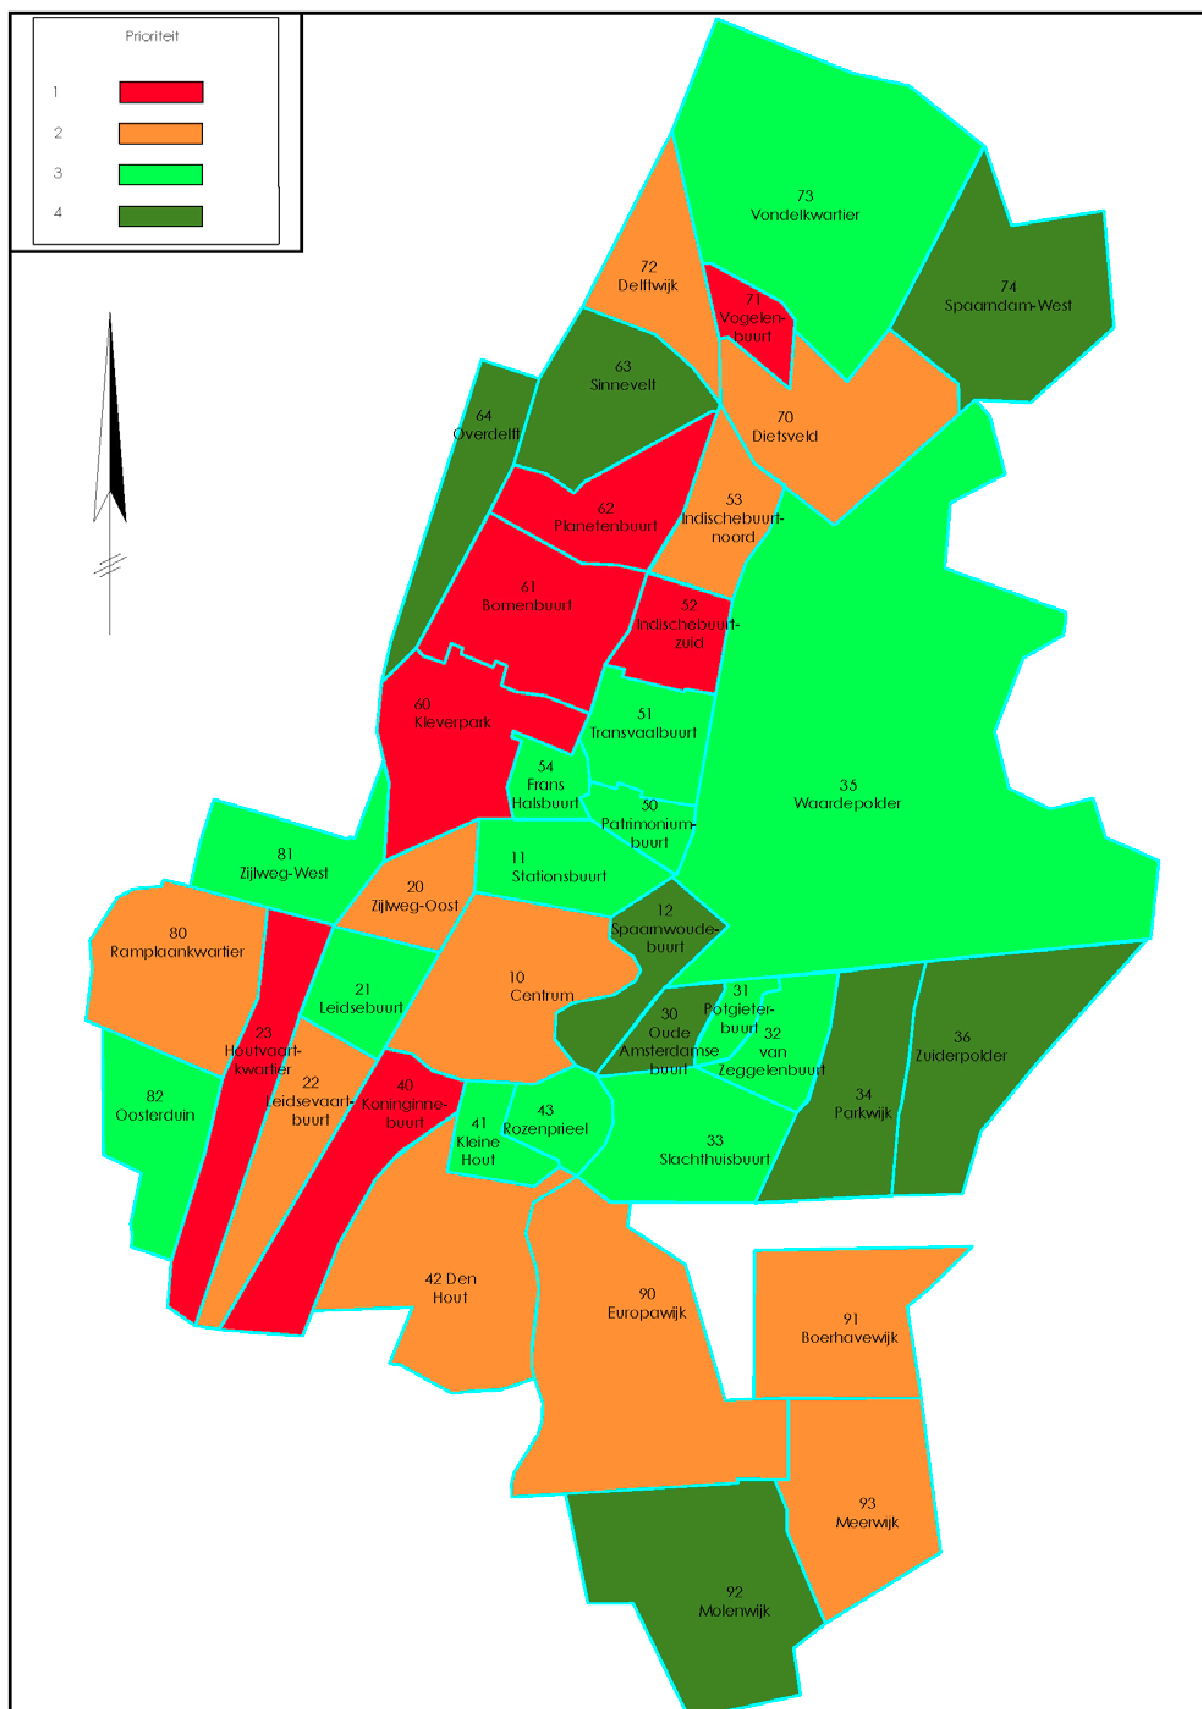 Prioriteit
1
2
3
4
73
Vondelkwartier
72
Delftwijk
74
Spaarndam-West
71
Vogelen-
buurt
63
Sinnevelt
64
Overdelft
70
Dietsveld
53
Indischebuurt-
noord
62
Planetenbuurt
61
Bomenbuurt
52
Indischebuurt-
zuid
60
Kleverpark
51
Transvaalbuurt
54
Frans
Halsbuurt
35
Waardepolder
50
Patrimonium-
buurt
81
Zijlweg-West
11
Stationsbuurt
20
Zijlweg-Oost
12
Spaarnwoude-
buurt
80
Ramplaankwartier
10
Centrum
21
Leidsebuurt
31
Potgieter-
buurt
30
Oude
Amsterdamse
buurt
32
van
Zeggelenbuurt
36
Zuiderpolder
23
Houtvaart-
kwartier
22
Leidsevaart-
buurt
40
Koninginne-
buurt
34
Parkwijk
82
Oosterduin
41
Kleine
Hout
43
Rozenprieel
33
Slachthuisbuurt
42 Den
Hout
90
Europawijk
91
Boerhavewijk
93
Meerwijk
92
Molenwijk